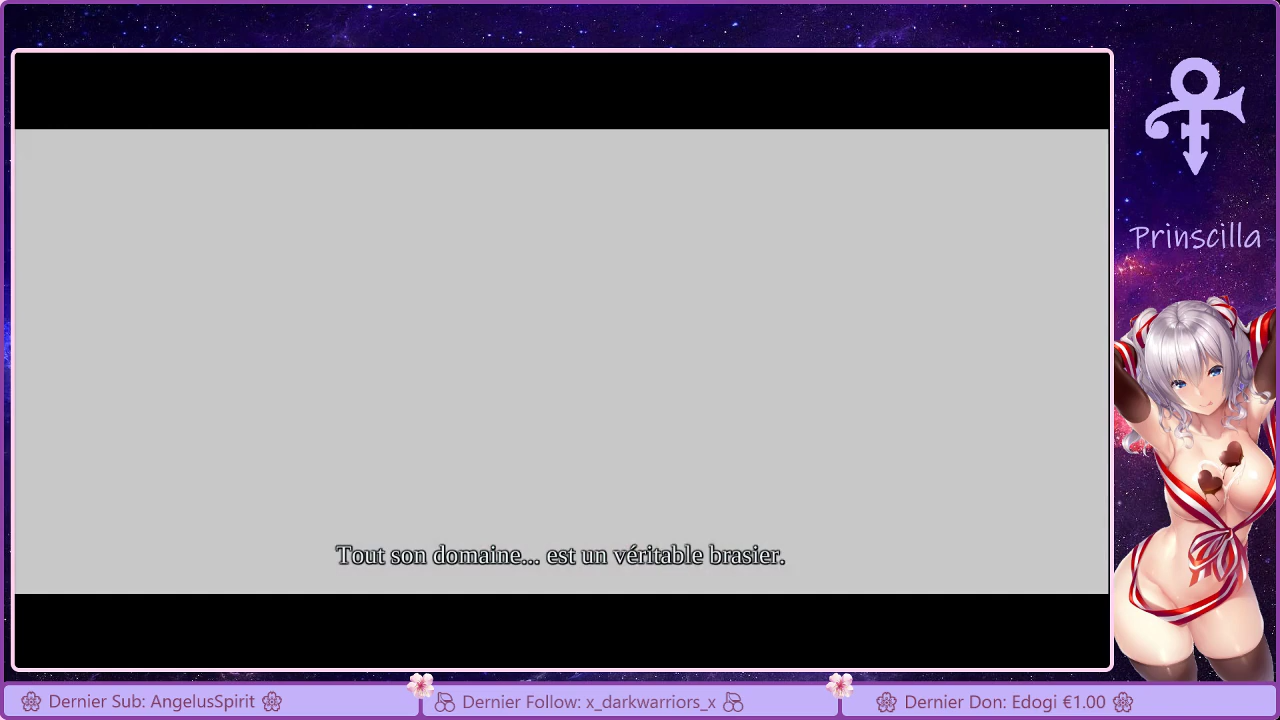 Prinscilla
Tout son domaine... est un véritable brasier.
Dernier Sub: AngelusSpirit
Dernier Follow: x_darkwarriors_x
Dernier Don: Edogi €1.00